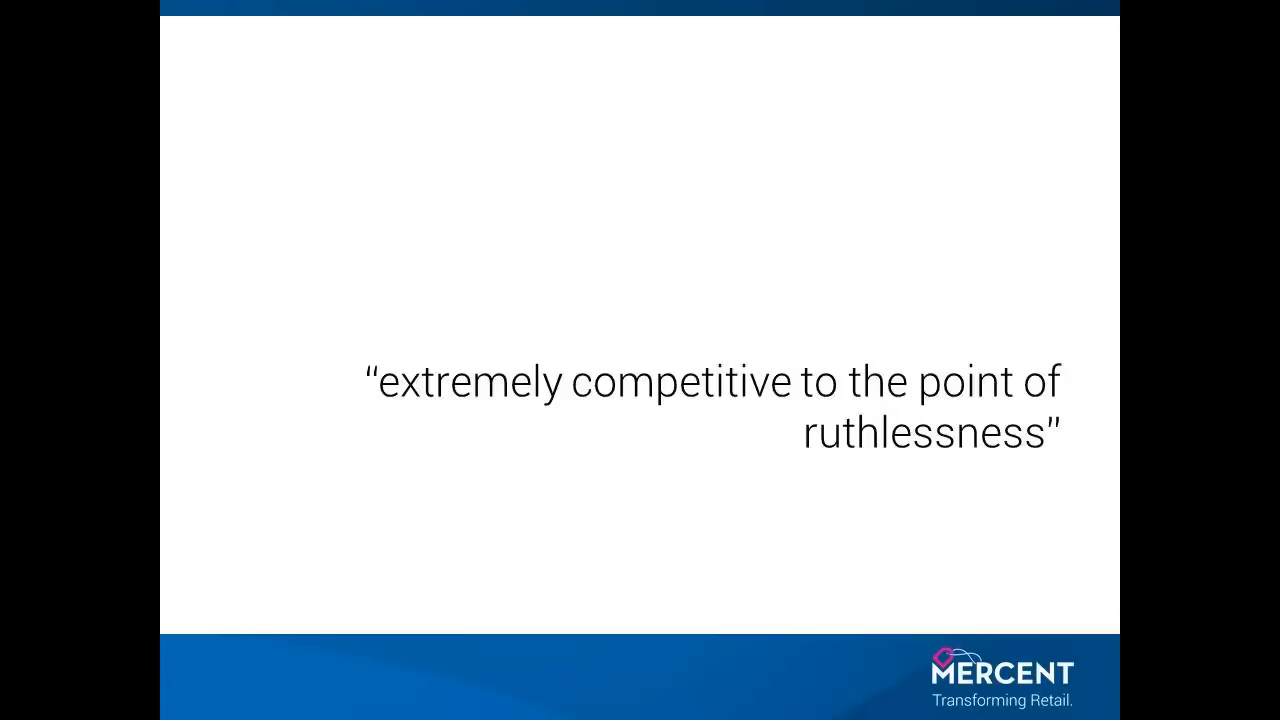 “extremely competitive to the point of
ruthlessness”
MERCENT
Transforming Retail.